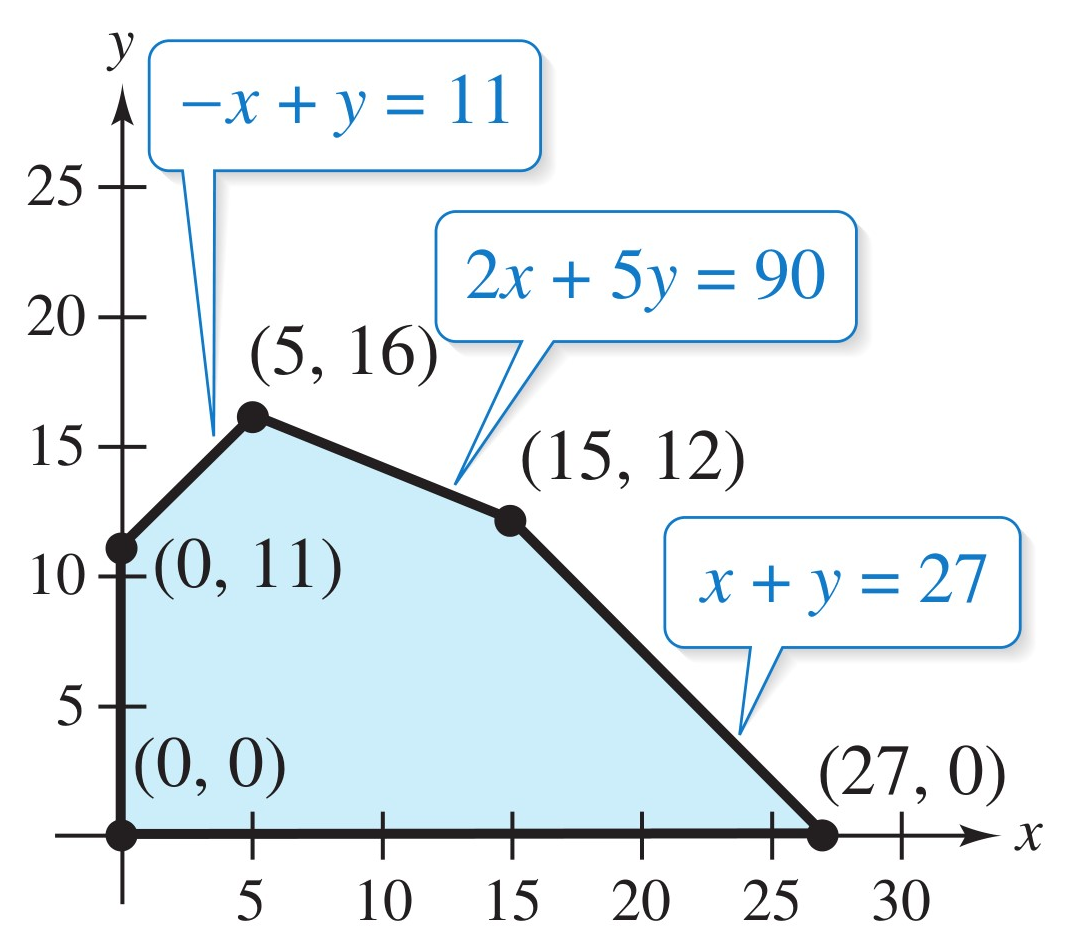 y
−x + y = 11
25
2x + 5y = 90
20
(5, 16)
15
(15, 12)
10
(0, 11)
x + y = 27
5
(0, 0)
(27, 0)
x
5 10 15 20 25 30